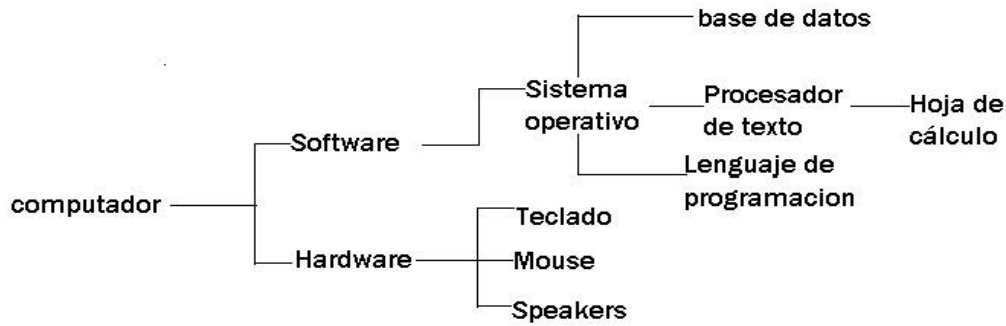 base de datos
Sistema
operativo
Procesador
de texto
Hoja de
cálculo
Software
Lenguaje de
programacion
computador
Teclado
Hardware
Mouse
Speakers